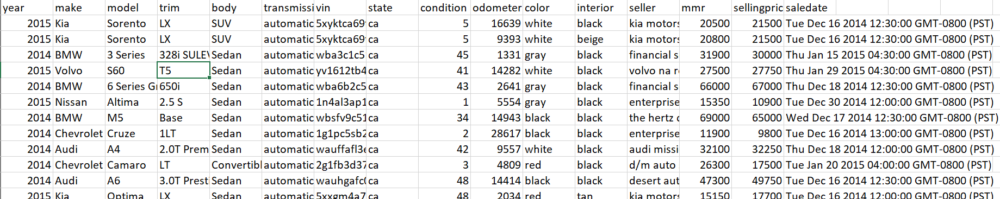 year make model trim body transmissi vin state condition odometer color interior seller mmr sellingpric saledate
2015 Kia Sorento LX SUV automatic 5xyktca69 ca 5 16639 white black kia motors 20500 21500 Tue Dec 16 2014 12:30:00 GMT-0800 (PST)
2015 Kia Sorento LX SUV automatic 5xyktca69 ca 5 9393 white beige kia motors 20800 21500 Tue Dec 16 2014 12:30:00 GMT-0800 (PST)
2014 BMW 3 Series 328i SULEV Sedan automatic wba3c1c5 ca 45 1331 gray black financial s 31900 30000 Thu Jan 15 2015 04:30:00 GMT-0800 (PST)
2015 Volvo S60 T5 Sedan automatic yv1612tb4 ca 41 14282 white black volvo na r 27500 27750 Thu Jan 29 2015 04:30:00 GMT-0800 (PST)
2014 BMW 6 Series Gr 650i Sedan automatic wba6b2c5 ca 43 2641 gray black financial s 66000 67000 Thu Dec 18 2014 12:30:00 GMT-0800 (PST)
2015 Nissan Altima 2.5 S Sedan automatic 1n4al3ap1 ca 1 5554 gray black enterprise 15350 10900 Tue Dec 30 2014 12:00:00 GMT-0800 (PST)
2014 BMW M5 Base Sedan automatic wbsfv9c51 ca 34 14943 black black the hertz c 69000 65000 Wed Dec 17 2014 12:30:00 GMT-0800 (PST)
2014 Chevrolet Cruze 1LT Sedan automatic 1g1pc5sb2 ca 2 28617 black black enterprise 11900 9800 Tue Dec 16 2014 13:00:00 GMT-0800 (PST)
2014 Audi A4 2.0T Prem Sedan automatic wauffafl3e ca 42 9557 white black audi missi 32100 32250 Thu Dec 18 2014 12:00:00 GMT-0800 (PST)
2014 Chevrolet Camaro LT Convertibl automatic 2g1fb3d37 ca 3 4809 red black d/m auto 26300 17500 Tue Jan 20 2015 04:00:00 GMT-0800 (PST)
2014 Audi A6 3.0T Presti Sedan automatic wauhgafc0 ca 48 14414 black black desert aut 47300 49750 Tue Dec 16 2014 12:30:00 GMT-0800 (PST)
2015 Kia Optima LX Sedan automatic 5xxgm4a7 ca 48 2034 red tan kia motors 15150 17700 Tue Dec 16 2014 12:00:00 GMT-0800 (PST)